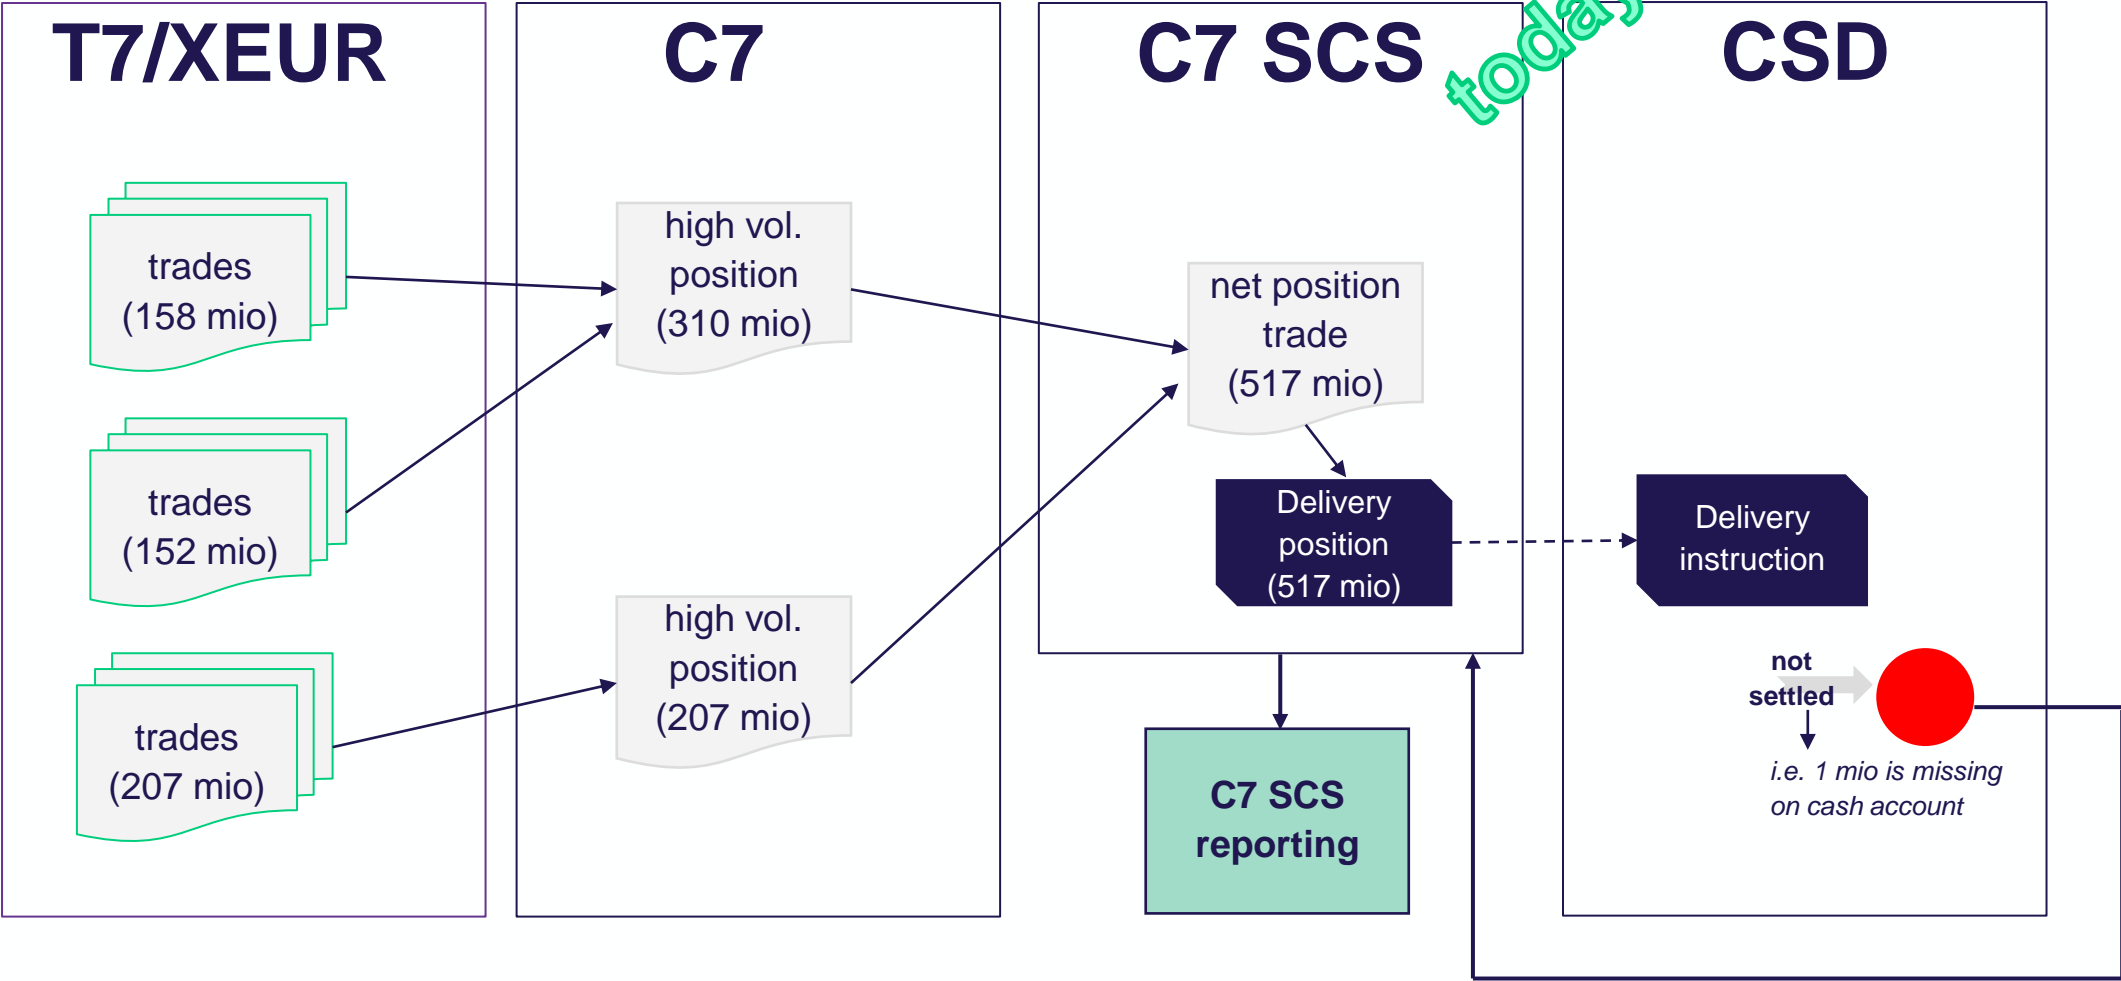 T7/XEUR
C7
C7 SCS
today
CSD
trades
(158 mio)
trades
(152 mio)
trades
(207 mio)
high vol.
position
(310 mio)
high vol.
position
(207 mio)
net position
trade
(517 mio)
Delivery
position
(517 mio)
C7 SCS
reporting
Delivery
instruction
not
settled
i.e. 1 mio is missing
on cash account